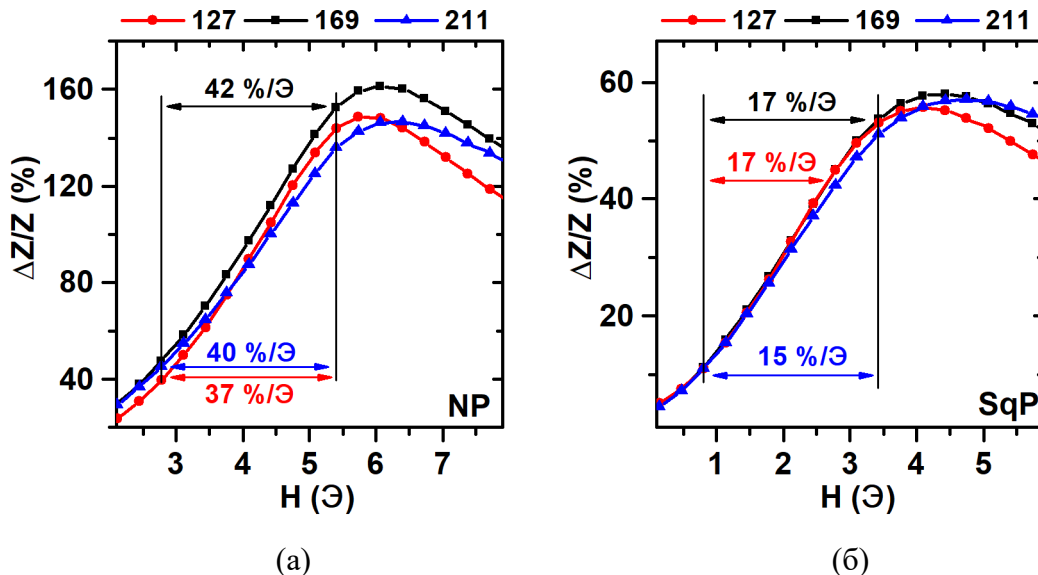 127 169 211
ΔZ/Z (%)
160
120
80
40
42 %/Э
40 %/Э
37 %/Э
NP
3 4 5 6 7
H (Э)
(а)
127 169 211
ΔZ/Z (%)
60
40
20
17 %/Э
17 %/Э
15 %/Э
SqP
1 2 3 4 5
H (Э)
(б)